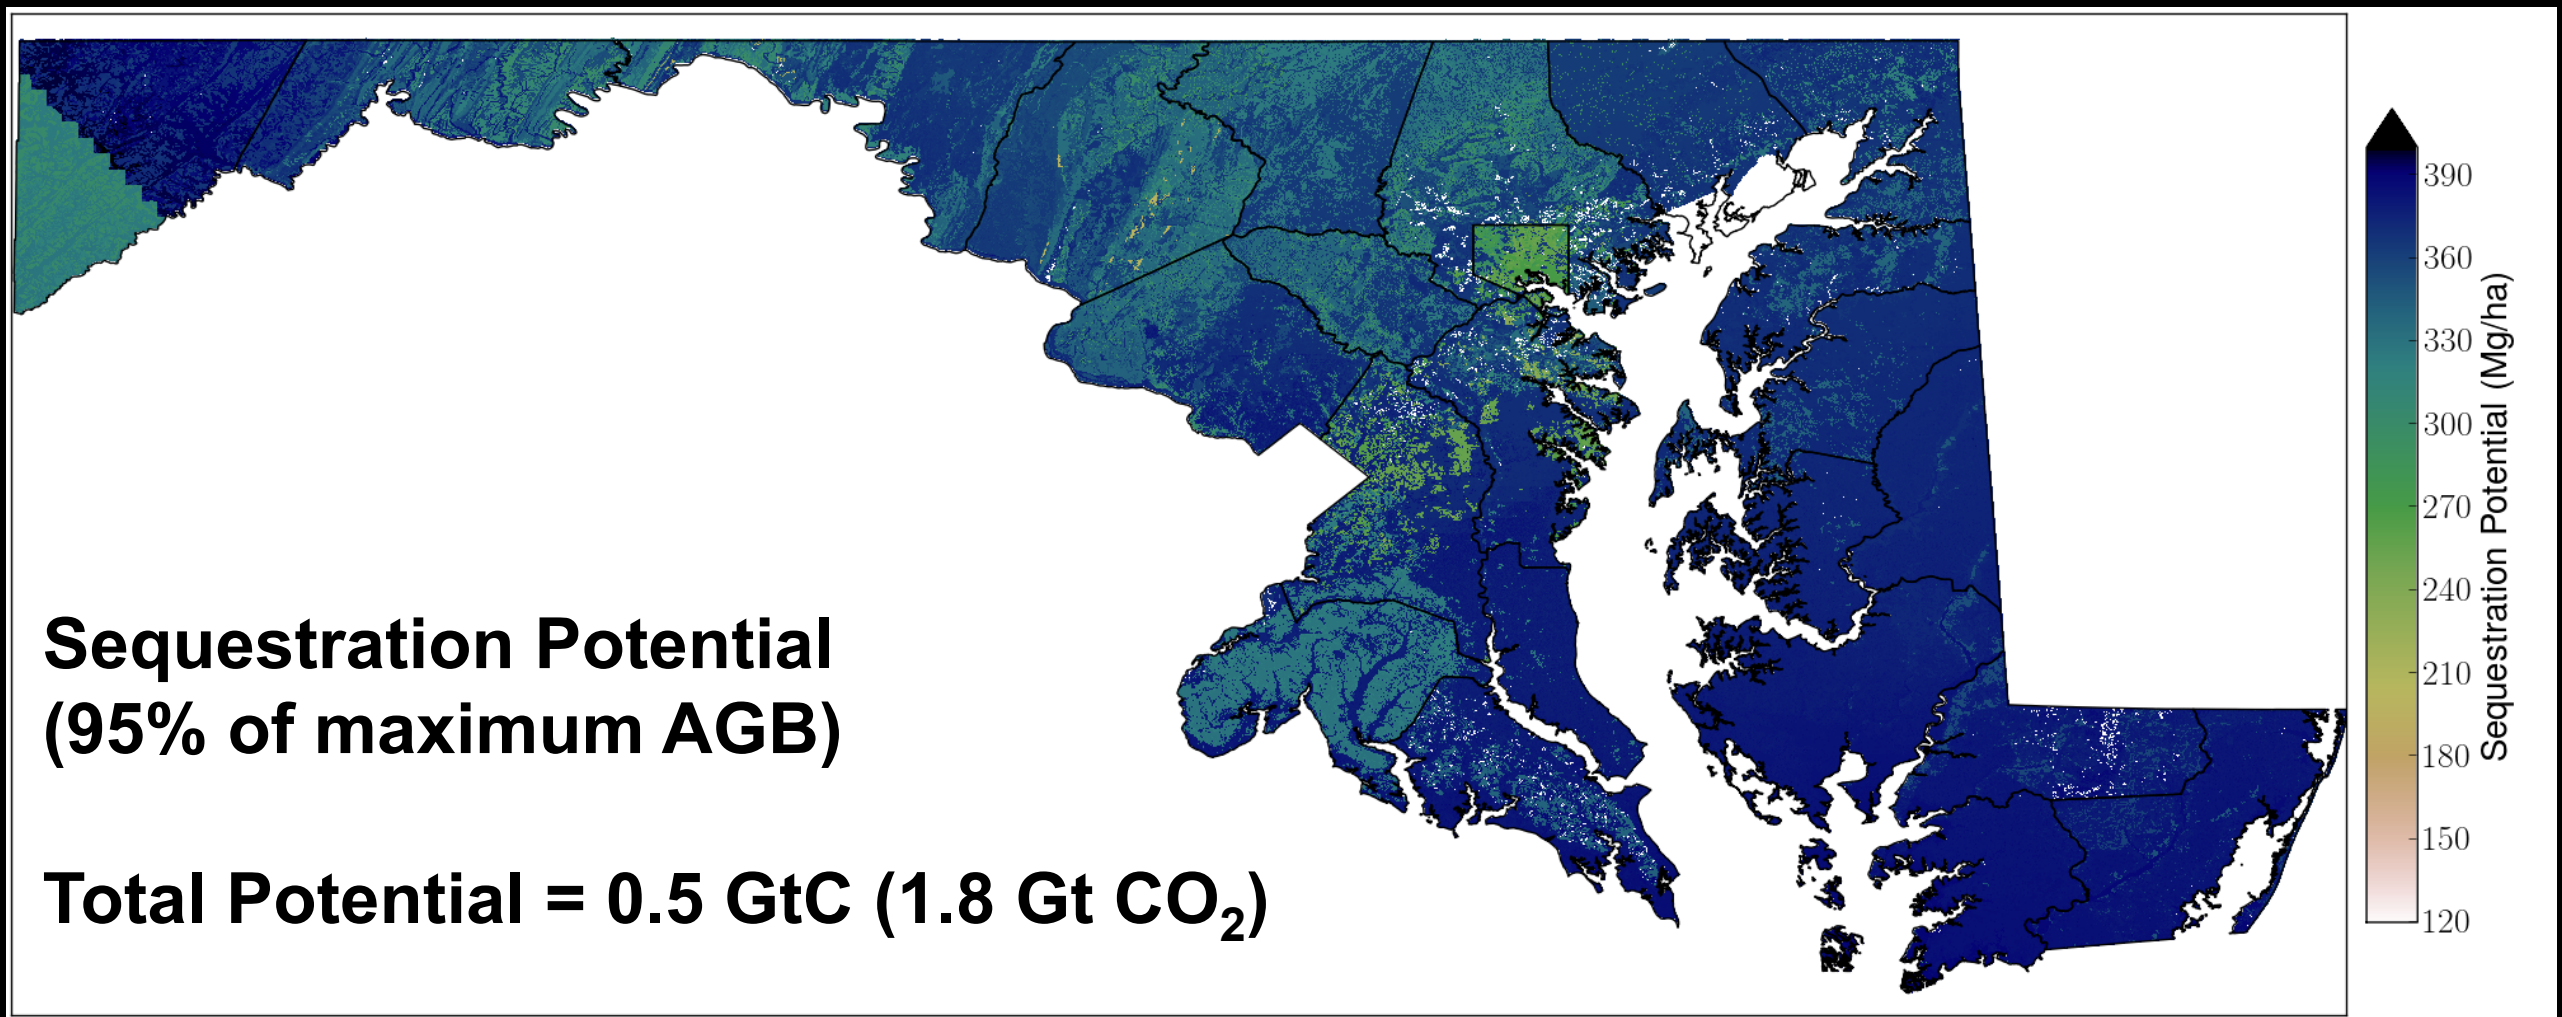 Sequestration Potential
(95% of maximum AGB)
Total Potential = 0.5 GtC (1.8 Gt CO₂)
390
360
330
300
270
240
210
180
150
120
Sequestration Potential (Mg/ha)